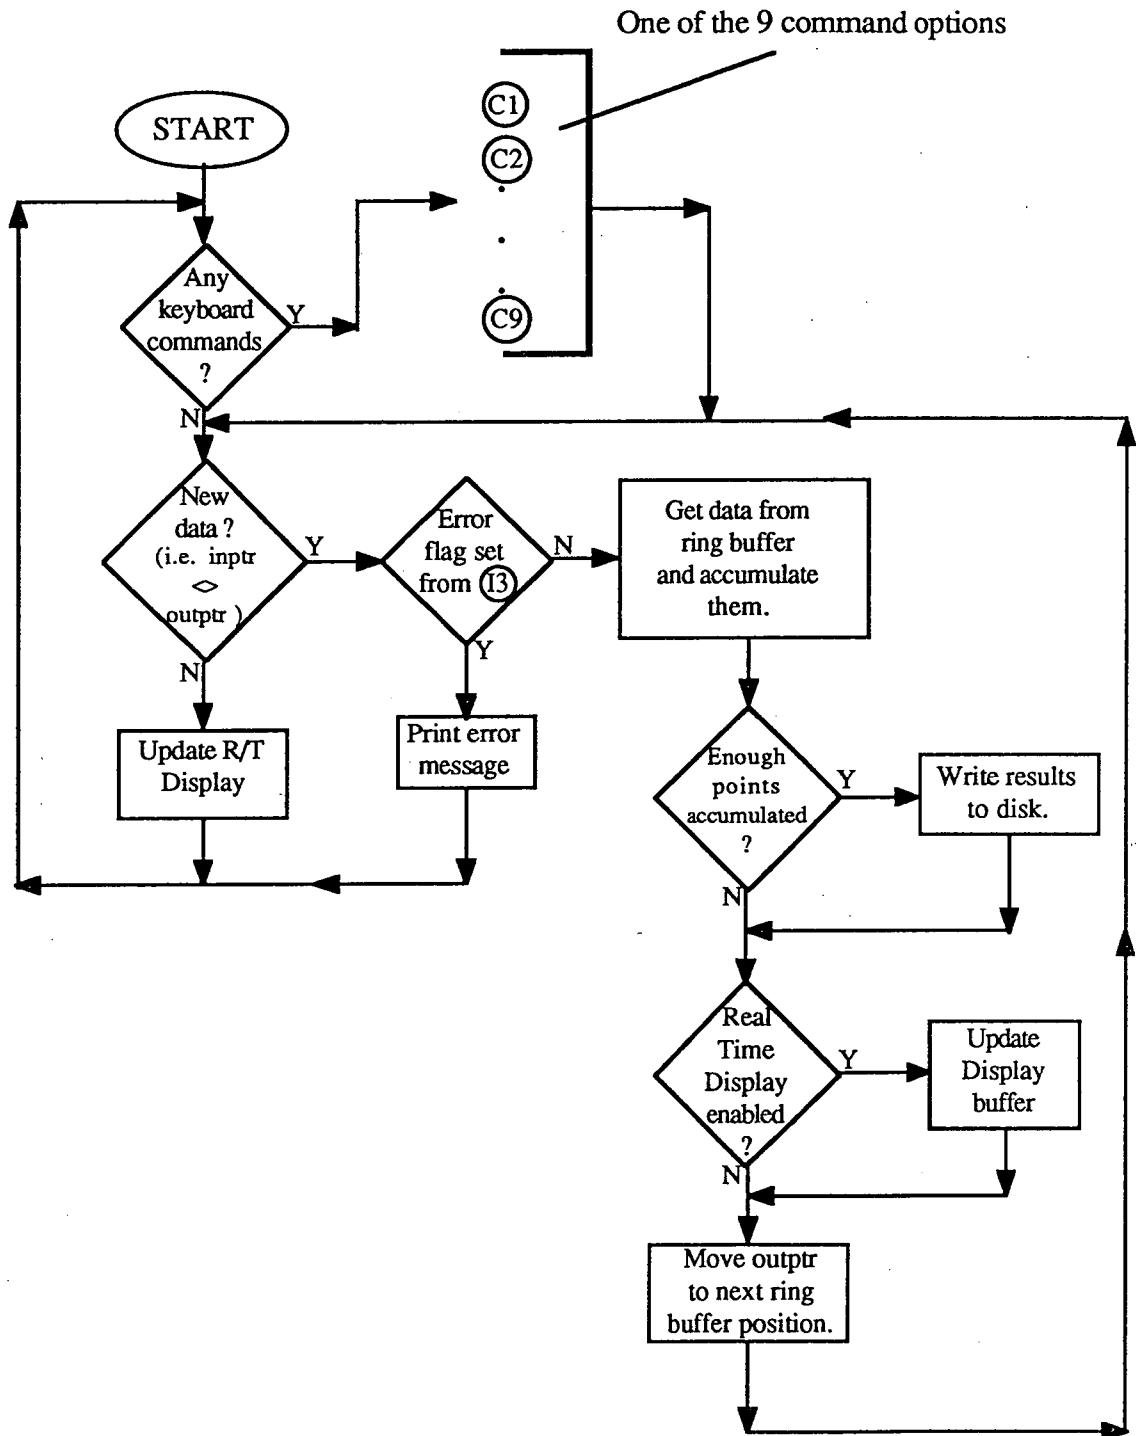 One of the 9 command options
START
C1
C2
C9
Any
keyboard
commands
?
Y
N
New
data ?
(i.e. inptr
<>
outptr )
Y
N
Error
flag set
from I3
N
Y
Get data from
ring buffer
and accumulate
them.
Update R/T
Display
Print error
message
Enough
points
accumulated
?
Y
N
Write results
to disk.
Real
Time
Display
enabled
?
Y
N
Update
Display
buffer
Move outptr
to next ring
buffer position.